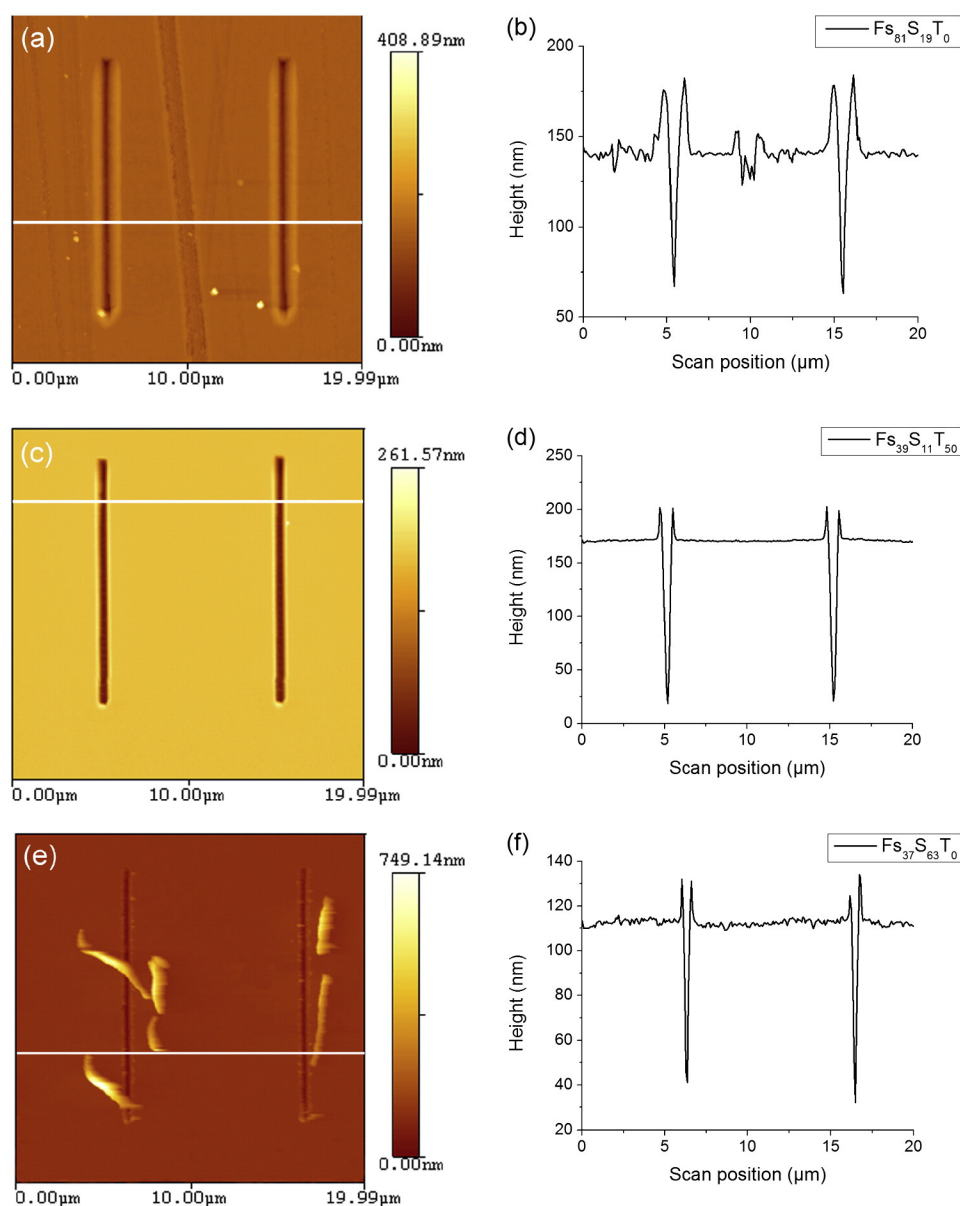 (a)
408.89nm
0.00nm
0.00µm 10.00µm 19.99µm
(b)
Fs81S19T0
200
150
100
50
Height (nm)
0 5 10 15 20
Scan position (µm)
(c)
261.57nm
0.00nm
0.00µm 10.00µm 19.99µm
(d)
Fs39S11T50
250
200
150
100
50
0
Height (nm)
0 5 10 15 20
Scan position (µm)
(e)
749.14nm
0.00nm
0.00µm 10.00µm 19.99µm
(f)
Fs37S63T0
140
120
100
80
60
40
20
Height (nm)
0 5 10 15 20
Scan position (µm)